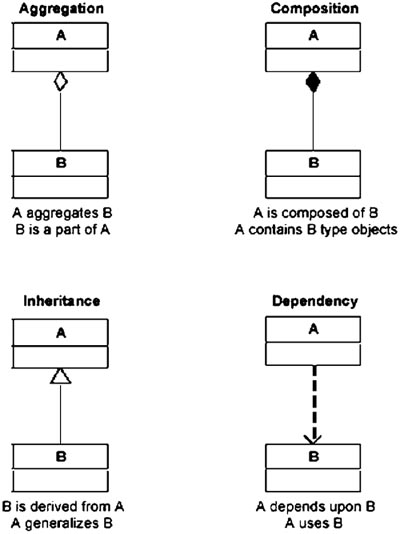 Aggregation
A
B
A aggregates B
B is a part of A
Composition
A
B
A is composed of B
A contains B type objects
Inheritance
A
B
B is derived from A
A generalizes B
Dependency
A
B
A depends upon B
A uses B